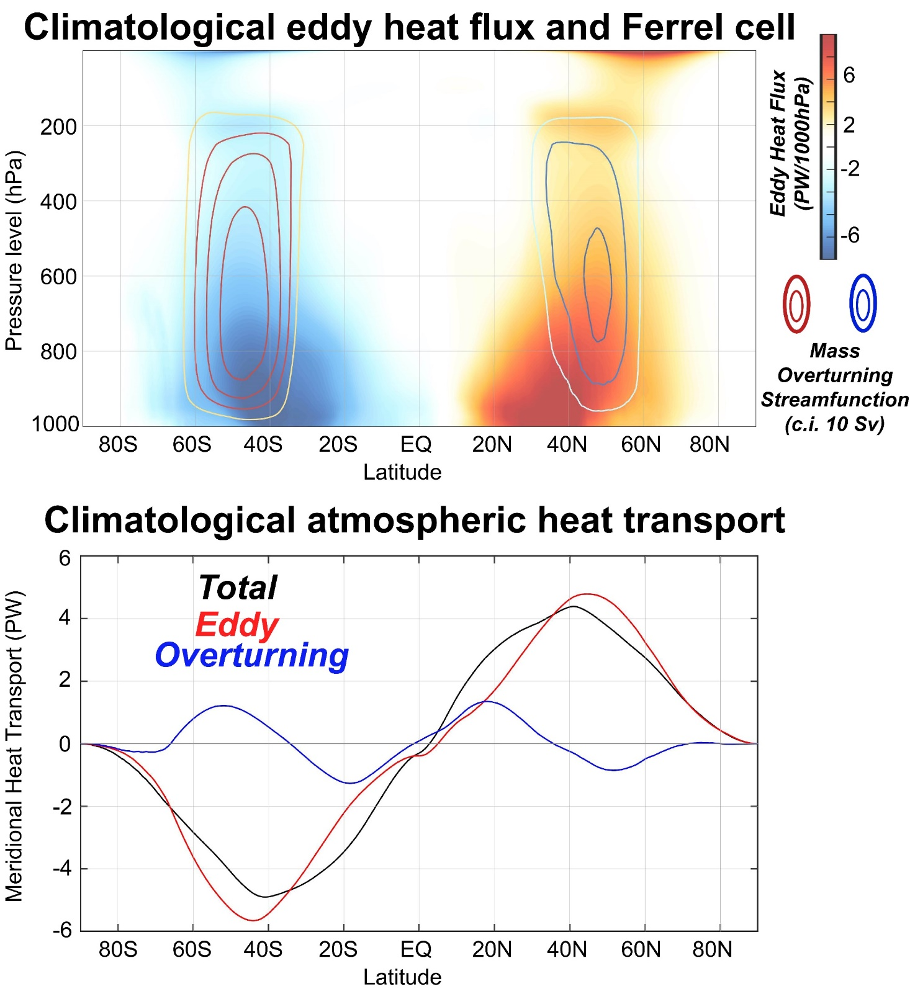 Climatological eddy heat flux and Ferrel cell
Pressure level (hPa)
200
400
600
800
1000
80S 60S 40S 20S EQ 20N 40N 60N 80N
Latitude
Eddy Heat Flux
(PW/1000hPa)
6
2
-2
-6
Mass
Overturning
Streamfunction
(c.i. 10 Sv)
Climatological atmospheric heat transport
Meridional Heat Transport (PW)
6
4
2
0
-2
-4
-6
Total
Eddy
Overturning
80S 60S 40S 20S EQ 20N 40N 60N 80N
Latitude